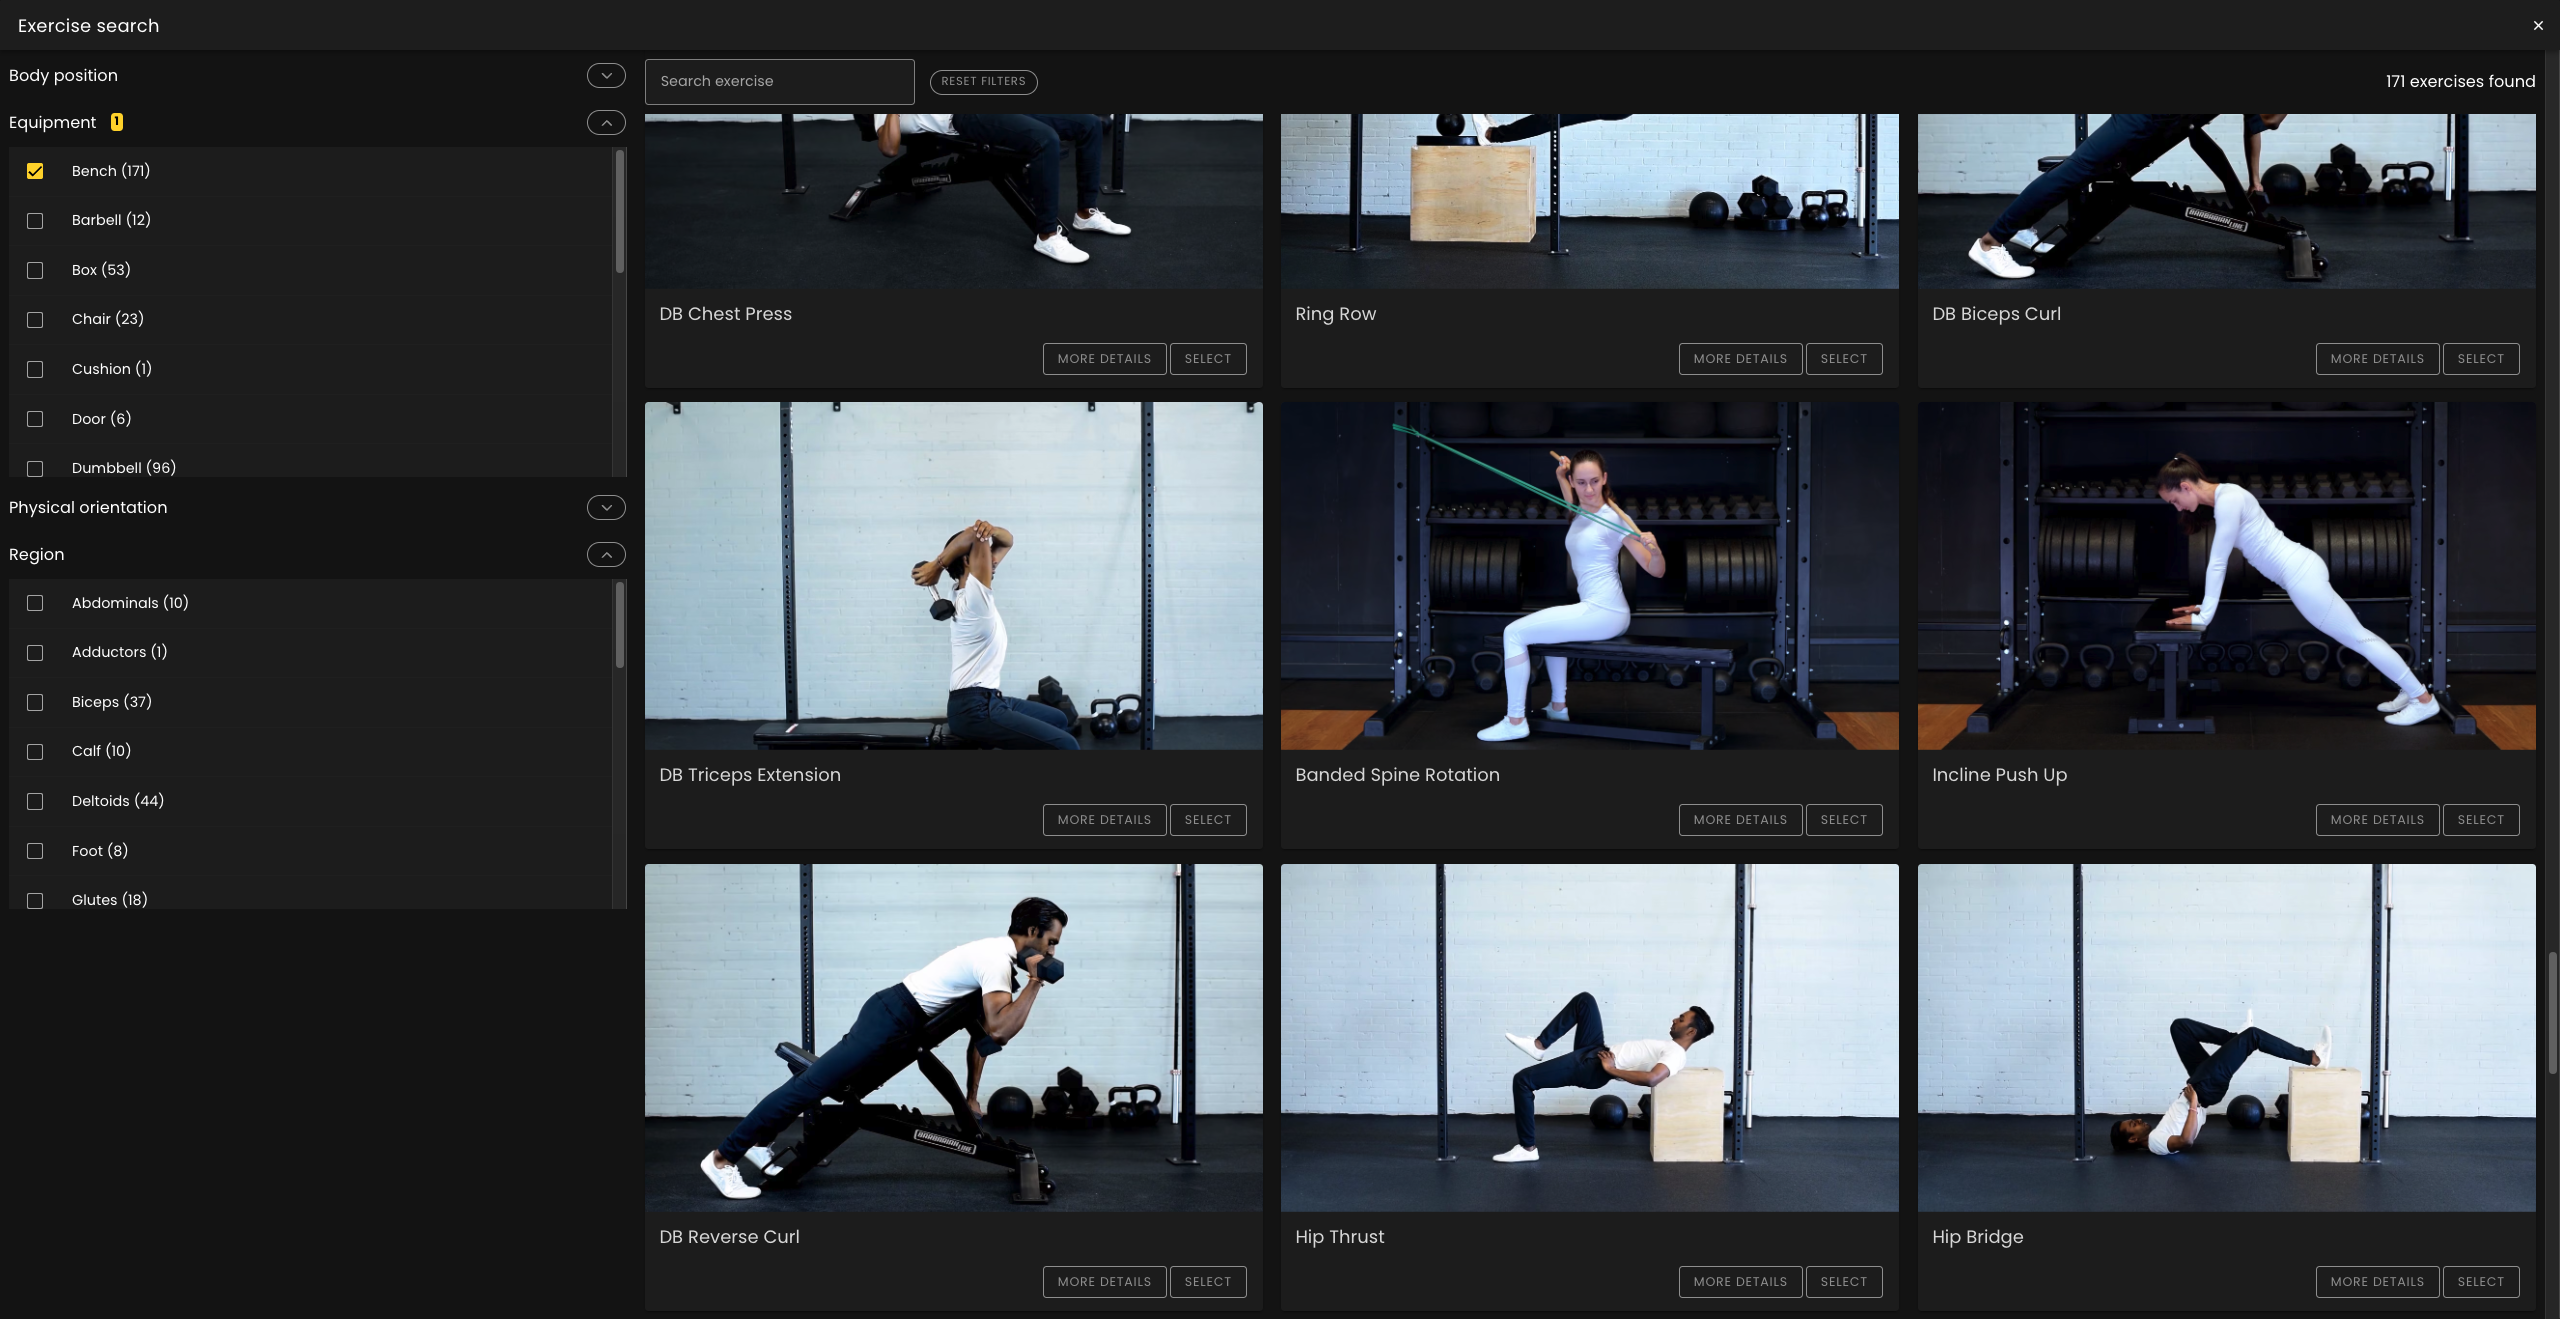 Exercise search
Body position
Equipment 1
Bench (171)
Barbell (12)
Box (53)
Chair (23)
Cushion (1)
Door (6)
Dumbbell (96)
Physical orientation
Region
Abdominals (10)
Adductors (1)
Biceps (37)
Calf (10)
Deltoids (44)
Foot (8)
Glutes (18)
Search exercise
RESET FILTERS
171 exercises found
DB Chest Press
MORE DETAILS SELECT
Ring Row
MORE DETAILS SELECT
DB Biceps Curl
MORE DETAILS SELECT
DB Triceps Extension
MORE DETAILS SELECT
Banded Spine Rotation
MORE DETAILS SELECT
Incline Push Up
MORE DETAILS SELECT
DB Reverse Curl
MORE DETAILS SELECT
Hip Thrust
MORE DETAILS SELECT
Hip Bridge
MORE DETAILS SELECT